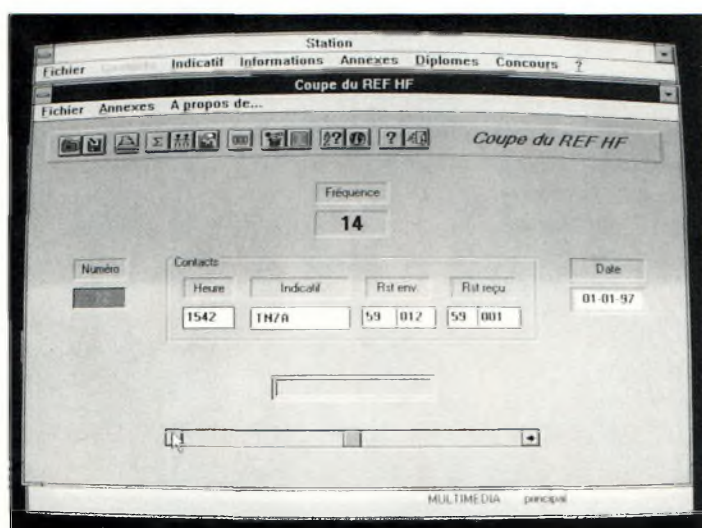 Station
Fichier Contacts Indicatif Informations Annexes Diplomes Concours ?
Coupe du REF HF
Fichier Annexes A propos de...
Coupe du REF HF
Fréquence
14
Numéro
Contacts
Date
Heure Indicatif Rst env. Rst reçu
12
01-01-97
1542 TN7A 59 012 59 001
MULTIMEDIA principal